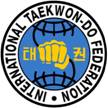 INTERNATIONAL TAEKWON-DO FEDERATION
태 권